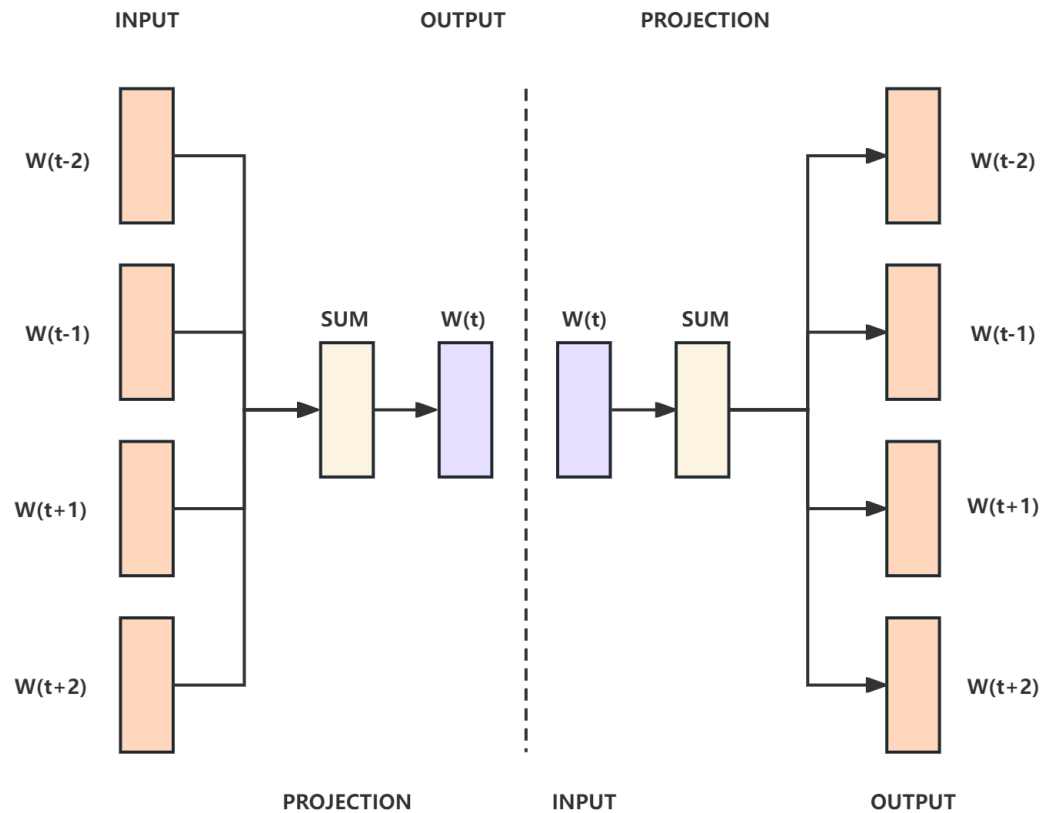 INPUT OUTPUT PROJECTION
W(t-2) W(t-2)
W(t-1) SUM W(t) W(t) SUM W(t-1)
W(t+1) W(t+1)
W(t+2) W(t+2)
PROJECTION INPUT OUTPUT